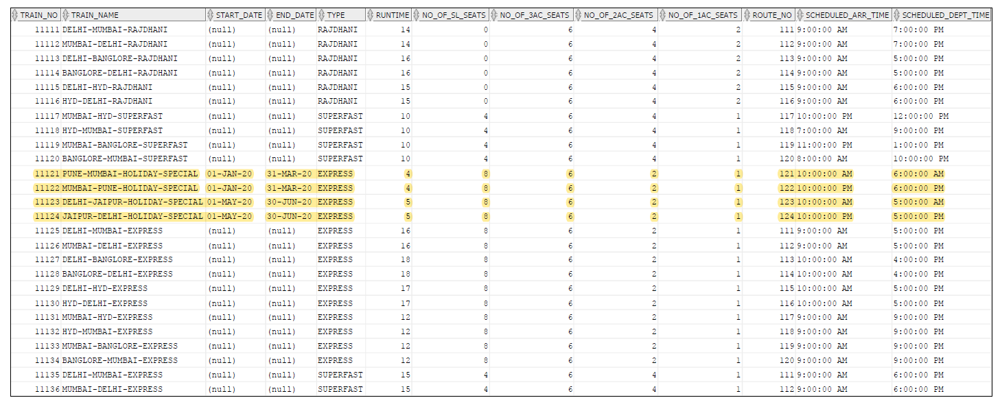 TRAIN_NO TRAIN_NAME START_DATE END_DATE TYPE RUNTIME NO_OF_SL_SEATS NO_OF_3AC_SEATS NO_OF_2AC_SEATS NO_OF_1AC_SEATS ROUTE_NO SCHEDULED_ARR_TIME SCHEDULED_DEPT_TIME
11111 DELHI-MUMBAI-RAJDHANI (null) (null) RAJDHANI 14 0 6 4 2 111 9:00:00 AM 7:00:00 PM
11112 MUMBAI-DELHI-RAJDHANI (null) (null) RAJDHANI 14 0 6 4 2 112 9:00:00 AM 7:00:00 PM
11113 DELHI-BANGLORE-RAJDHANI (null) (null) RAJDHANI 16 0 6 4 2 113 9:00:00 AM 5:00:00 PM
11114 BANGLORE-DELHI-RAJDHANI (null) (null) RAJDHANI 16 0 6 4 2 114 9:00:00 AM 5:00:00 PM
11115 DELHI-HYD-RAJDHANI (null) (null) RAJDHANI 15 0 6 4 2 115 9:00:00 AM 6:00:00 PM
11116 HYD-DELHI-RAJDHANI (null) (null) RAJDHANI 15 0 6 4 2 116 9:00:00 AM 6:00:00 PM
11117 MUMBAI-HYD-SUPERFAST (null) (null) SUPERFAST 10 4 6 4 1 117 10:00:00 PM 12:00:00 PM
11118 HYD-MUMBAI-SUPERFAST (null) (null) SUPERFAST 10 4 6 4 1 118 7:00:00 AM 9:00:00 PM
11119 MUMBAI-BANGLORE-SUPERFAST (null) (null) SUPERFAST 10 4 6 4 1 119 11:00:00 PM 1:00:00 PM
11120 BANGLORE-MUMBAI-SUPERFAST (null) (null) SUPERFAST 10 4 6 4 1 120 8:00:00 AM 10:00:00 PM
11121 PUNE-MUMBAI-HOLIDAY-SPECIAL 01-JAN-20 31-MAR-20 EXPRESS 4 8 6 2 1 121 10:00:00 AM 6:00:00 AM
11122 MUMBAI-PUNE-HOLIDAY-SPECIAL 01-JAN-20 31-MAR-20 EXPRESS 4 8 6 2 1 122 10:00:00 PM 6:00:00 PM
11123 DELHI-JAIPUR-HOLIDAY-SPECIAL 01-MAY-20 30-JUN-20 EXPRESS 5 8 6 2 1 123 10:00:00 AM 5:00:00 AM
11124 JAIPUR-DELHI-HOLIDAY-SPECIAL 01-MAY-20 30-JUN-20 EXPRESS 5 8 6 2 1 124 10:00:00 PM 5:00:00 PM
11125 DELHI-MUMBAI-EXPRESS (null) (null) EXPRESS 16 8 6 2 1 111 9:00:00 AM 5:00:00 PM
11126 MUMBAI-DELHI-EXPRESS (null) (null) EXPRESS 16 8 6 2 1 112 9:00:00 AM 5:00:00 PM
11127 DELHI-BANGLORE-EXPRESS (null) (null) EXPRESS 18 8 6 2 1 113 10:00:00 AM 4:00:00 PM
11128 BANGLORE-DELHI-EXPRESS (null) (null) EXPRESS 18 8 6 2 1 114 10:00:00 AM 4:00:00 PM
11129 DELHI-HYD-EXPRESS (null) (null) EXPRESS 17 8 6 2 1 115 10:00:00 AM 5:00:00 PM
11130 HYD-DELHI-EXPRESS (null) (null) EXPRESS 17 8 6 2 1 116 10:00:00 AM 5:00:00 PM
11131 MUMBAI-HYD-EXPRESS (null) (null) EXPRESS 12 8 6 2 1 117 9:00:00 AM 9:00:00 PM
11132 HYD-MUMBAI-EXPRESS (null) (null) EXPRESS 12 8 6 2 1 118 9:00:00 AM 9:00:00 PM
11133 MUMBAI-BANGLORE-EXPRESS (null) (null) EXPRESS 12 8 6 2 1 119 9:00:00 AM 9:00:00 PM
11134 BANGLORE-MUMBAI-EXPRESS (null) (null) EXPRESS 12 8 6 2 1 120 9:00:00 AM 9:00:00 PM
11135 DELHI-MUMBAI-EXPRESS (null) (null) SUPERFAST 15 4 6 4 1 111 9:00:00 AM 6:00:00 PM
11136 MUMBAI-DELHI-EXPRESS (null) (null) SUPERFAST 15 4 6 4 1 112 9:00:00 AM 6:00:00 PM